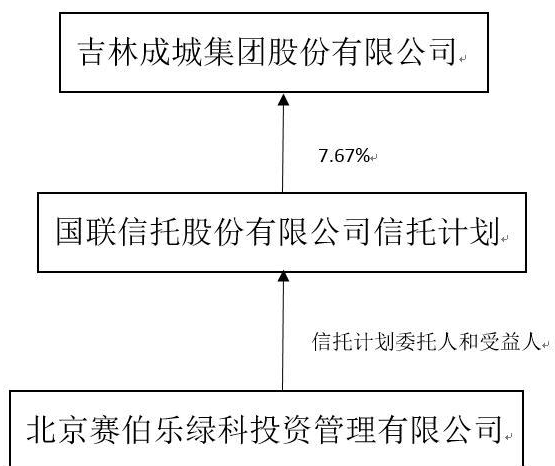 吉林成城集团股份有限公司
7.67%
国联信托股份有限公司信托计划
信托计划委托人和受益人
北京赛伯乐绿科投资管理有限公司